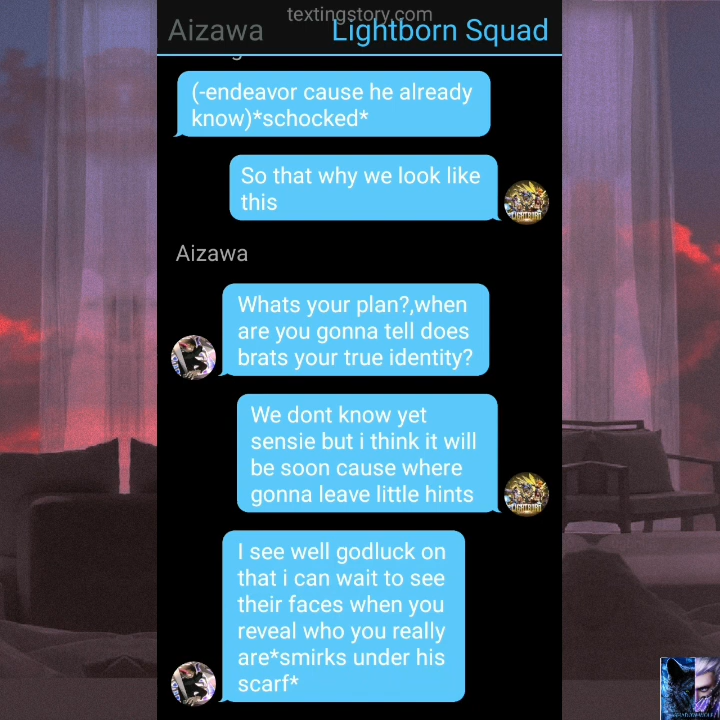 textingstory.com
Aizawa Lightborn Squad
(-endeavor cause he already
know)*schocked*
So that why we look like
this
LIGHTBORN
Aizawa
Whats your plan?,when
are you gonna tell does
brats your true identity?
We dont know yet
sensie but i think it will
be soon cause where
gonna leave little hints
LIGHTBORN
I see well godluck on
that i can wait to see
their faces when you
reveal who you really
are*smirks under his
scarf*